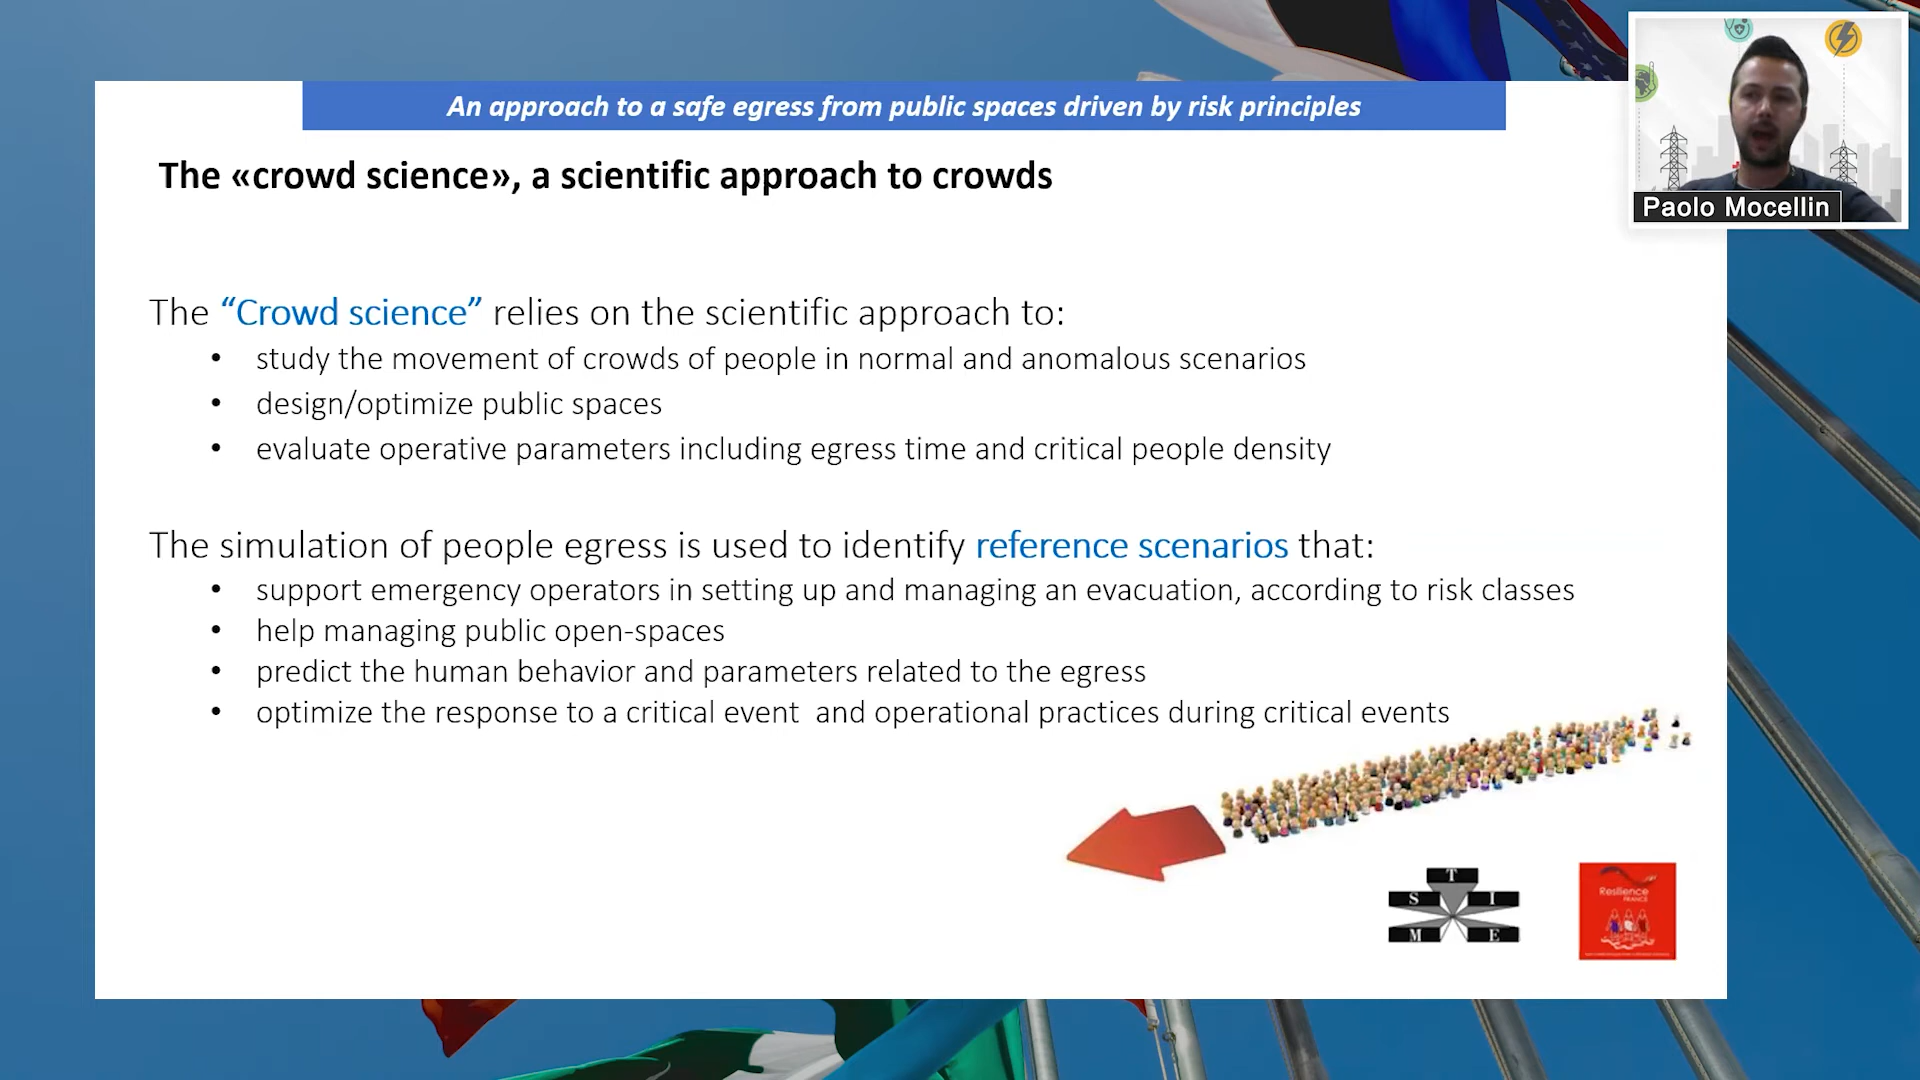 An approach to a safe egress from public spaces driven by risk principles
The «crowd science», a scientific approach to crowds
Paolo Mocellin
The “Crowd science” relies on the scientific approach to:
• study the movement of crowds of people in normal and anomalous scenarios
• design/optimize public spaces
• evaluate operative parameters including egress time and critical people density
The simulation of people egress is used to identify reference scenarios that:
• support emergency operators in setting up and managing an evacuation, according to risk classes
• help managing public open-spaces
• predict the human behavior and parameters related to the egress
• optimize the response to a critical event  and operational practices during critical events
T
S I
M E
Resilience
FRANCE